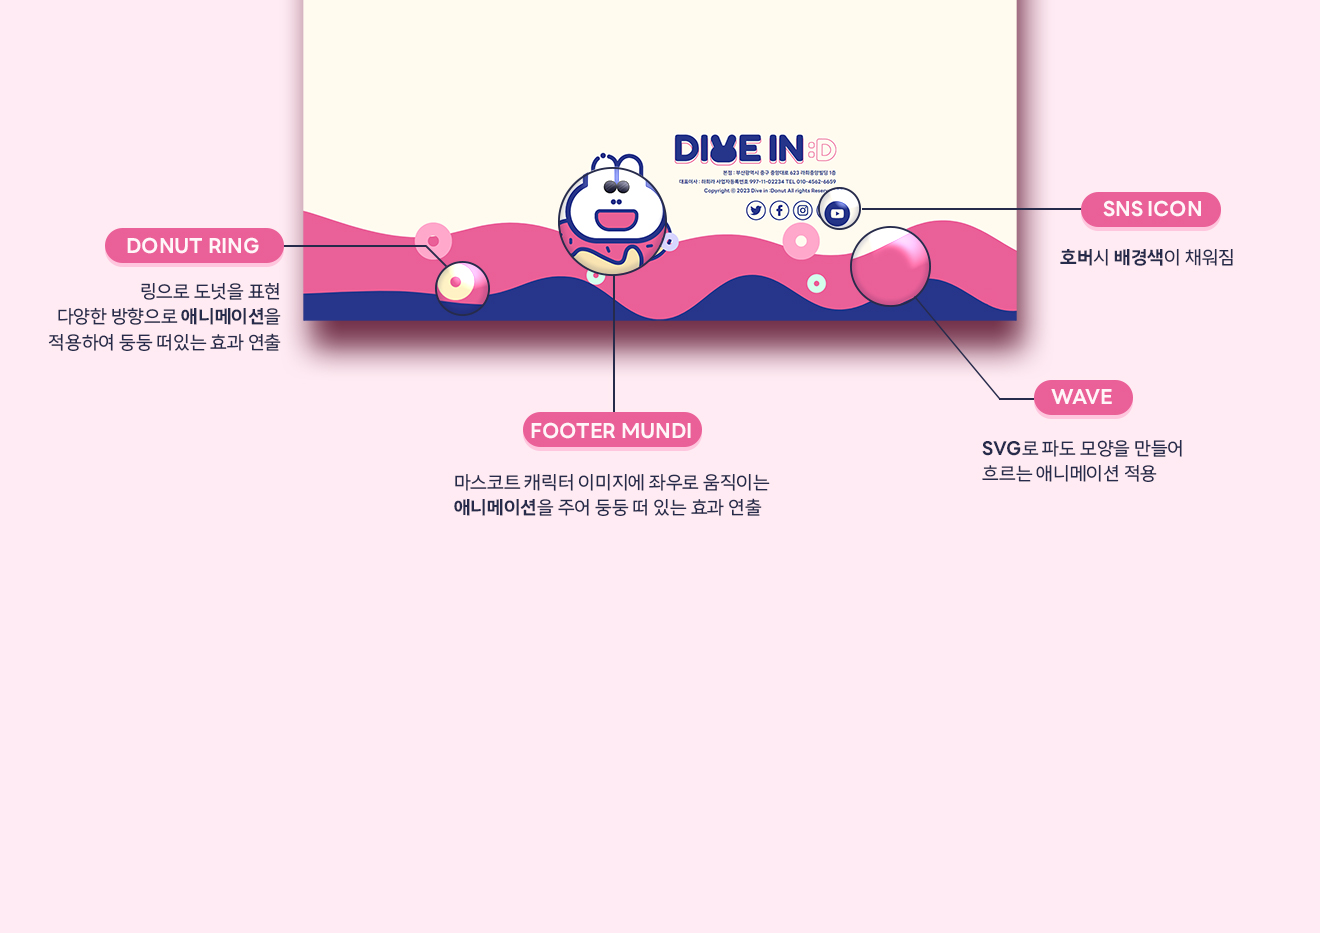 DIVE IN :D
본점 : 부산광역시 중구 중앙대로 623 라피중앙빌딩 1층
대표이사 : 라피라 사업자등록번호 997-11-02234 TEL 010-4562-6659
Copyright ⓒ 2023 Dive in :Donut All rights
SNS ICON
호버시 배경색이 채워짐
DONUT RING
링으로 도넛을 표현
다양한 방향으로 애니메이션을
적용하여 둥둥 떠있는 효과 연출
WAVE
SVG로 파도 모양을 만들어
흐르는 애니메이션 적용
FOOTER MUNDI
마스코트 캐릭터 이미지에 좌우로 움직이는
애니메이션을 주어 둥둥 떠 있는 효과 연출